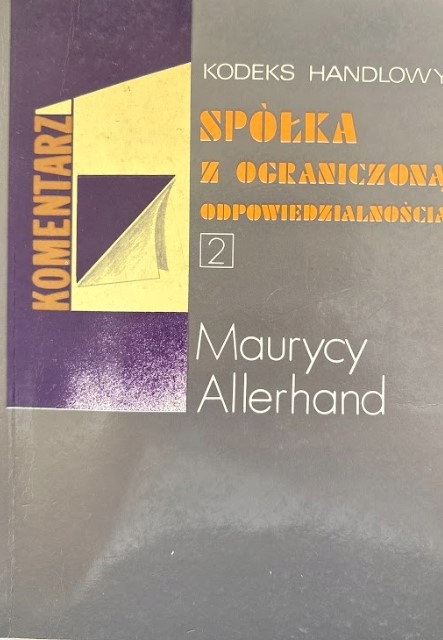 KODEKS HANDLOWY
SPÓŁKA
Z OGRANICZONĄ
ODPOWIEDZIALNOŚCIĄ
2
KOMENTARZ
Maurycy
Allerhand